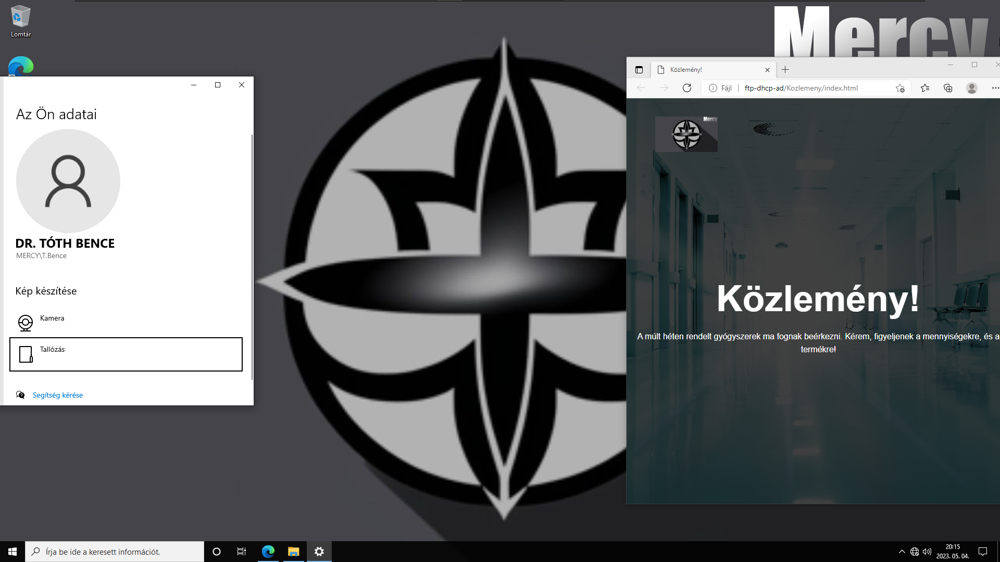 Lomtár
Mercy
Az Ön adatai
DR. TÓTH BENCE
MERCY\T.Bence
Kép készítése
Kamera
Tallózás
Segítség kérése
Közlemény!
Fájl
ftp-dhcp-ad/Kozlemeny/index.html
Mercy
Közlemény!
A múlt héten rendelt gyógyszerek ma fognak beérkezni. Kérem, figyeljenek a mennyiségekre, és a
termékre!
Írja be ide a keresett információt.
20:15
2023. 05. 04.